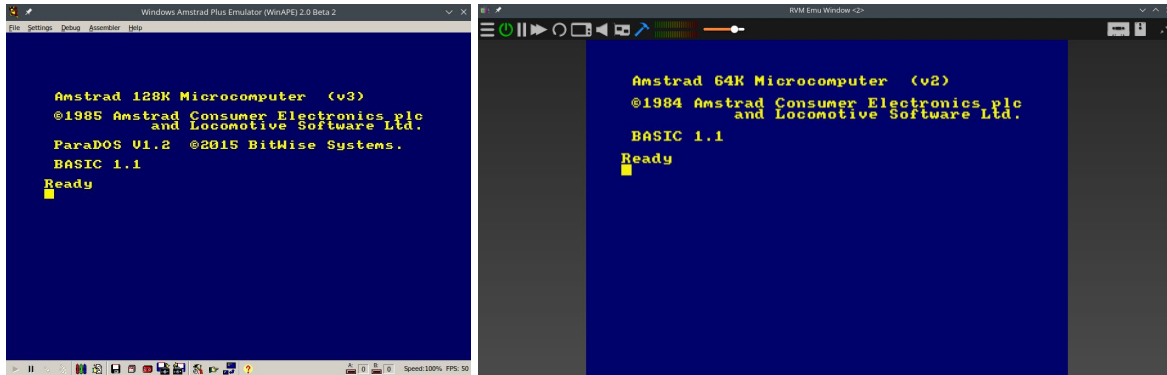 Windows Amstrad Plus Emulator (WinAPE) 2.0 Beta 2
File Settings Debug Assembler Help
Amstrad 128K Microcomputer (v3)
©1985 Amstrad Consumer Electronics plc
and Locomotive Software Ltd.
ParaDOS V1.2 ©2015 BitWise Systems.
BASIC 1.1
Ready
A: 0 B: 0 Speed:100% FPS: 50
RVM Emu Window <2>
Amstrad 64K Microcomputer (v2)
©1984 Amstrad Consumer Electronics plc
and Locomotive Software Ltd.
BASIC 1.1
Ready